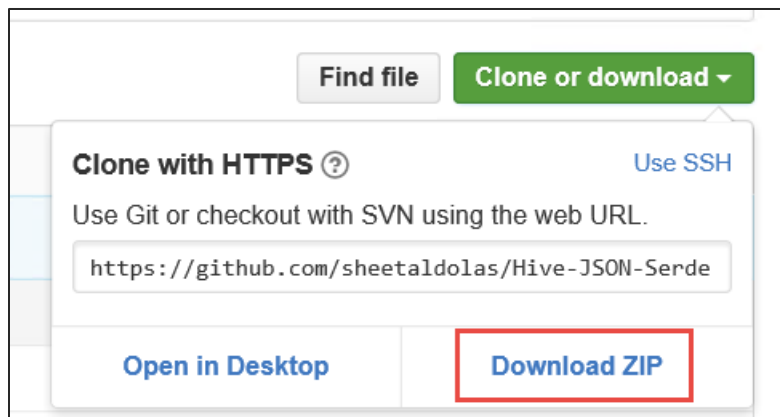 Find file
Clone or download
Clone with HTTPS ?
Use SSH
Use Git or checkout with SVN using the web URL.
https://github.com/sheetaldolas/Hive-JSON-Serde
Open in Desktop
Download ZIP